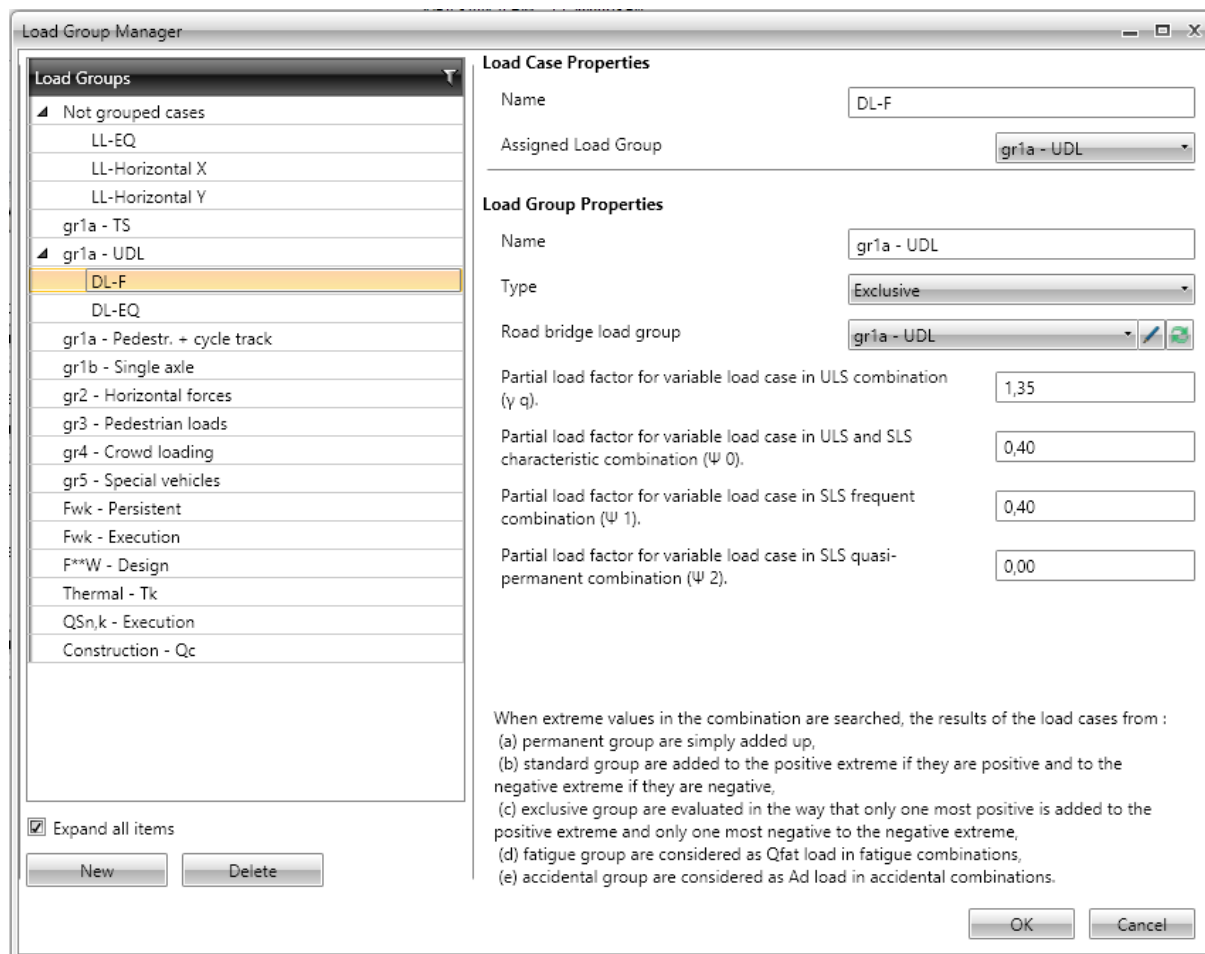 Load Group Manager
Load Groups
Not grouped cases
LL-EQ
LL-Horizontal X
LL-Horizontal Y
gr1a - TS
gr1a - UDL
DL-F
DL-EQ
gr1a - Pedestr. + cycle track
gr1b - Single axle
gr2 - Horizontal forces
gr3 - Pedestrian loads
gr4 - Crowd loading
gr5 - Special vehicles
Fwk - Persistent
Fwk - Execution
F**W - Design
Thermal - Tk
QSn,k - Execution
Construction - Qc
Expand all items
New Delete
Load Case Properties
Name DL-F
Assigned Load Group gr1a - UDL
Load Group Properties
Name gr1a - UDL
Type Exclusive
Road bridge load group gr1a - UDL
Partial load factor for variable load case in ULS combination
(γ q). 1,35
Partial load factor for variable load case in ULS and SLS
characteristic combination (Ψ 0). 0,40
Partial load factor for variable load case in SLS frequent
combination (Ψ 1). 0,40
Partial load factor for variable load case in SLS quasi-
permanent combination (Ψ 2). 0,00
When extreme values in the combination are searched, the results of the load cases from :
(a) permanent group are simply added up,
(b) standard group are added to the positive extreme if they are positive and to the
negative extreme if they are negative,
(c) exclusive group are evaluated in the way that only one most positive is added to the
positive extreme and only one most negative to the negative extreme,
(d) fatigue group are considered as Qfat load in fatigue combinations,
(e) accidental group are considered as Ad load in accidental combinations.
OK Cancel